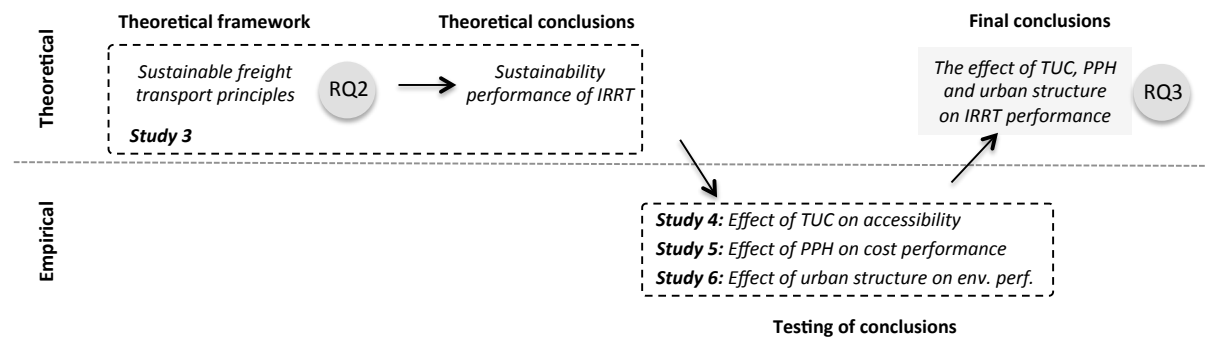 Theoretical framework
Theoretical conclusions
Final conclusions
Theoretical
Sustainable freight
transport principles
RQ2
Study 3
Sustainability
performance of IRRT
The effect of TUC, PPH
and urban structure
on IRRT performance
RQ3
Empirical
Study 4: Effect of TUC on accessibility
Study 5: Effect of PPH on cost performance
Study 6: Effect of urban structure on env. perf.
Testing of conclusions